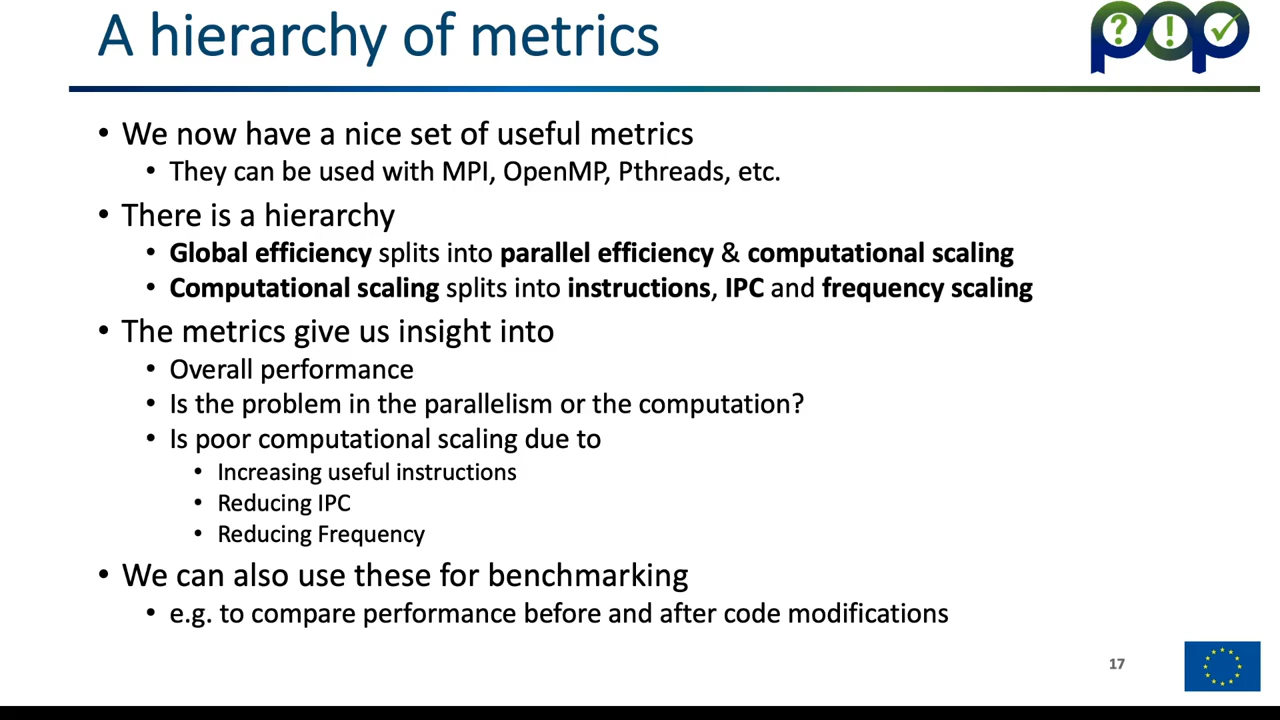 A hierarchy of metrics
? ! ✓
pop
• We now have a nice set of useful metrics
• They can be used with MPI, OpenMP, Pthreads, etc.
• There is a hierarchy
• Global efficiency splits into parallel efficiency & computational scaling
• Computational scaling splits into instructions, IPC and frequency scaling
• The metrics give us insight into
• Overall performance
• Is the problem in the parallelism or the computation?
• Is poor computational scaling due to
• Increasing useful instructions
• Reducing IPC
• Reducing Frequency
• We can also use these for benchmarking
• e.g. to compare performance before and after code modifications
17